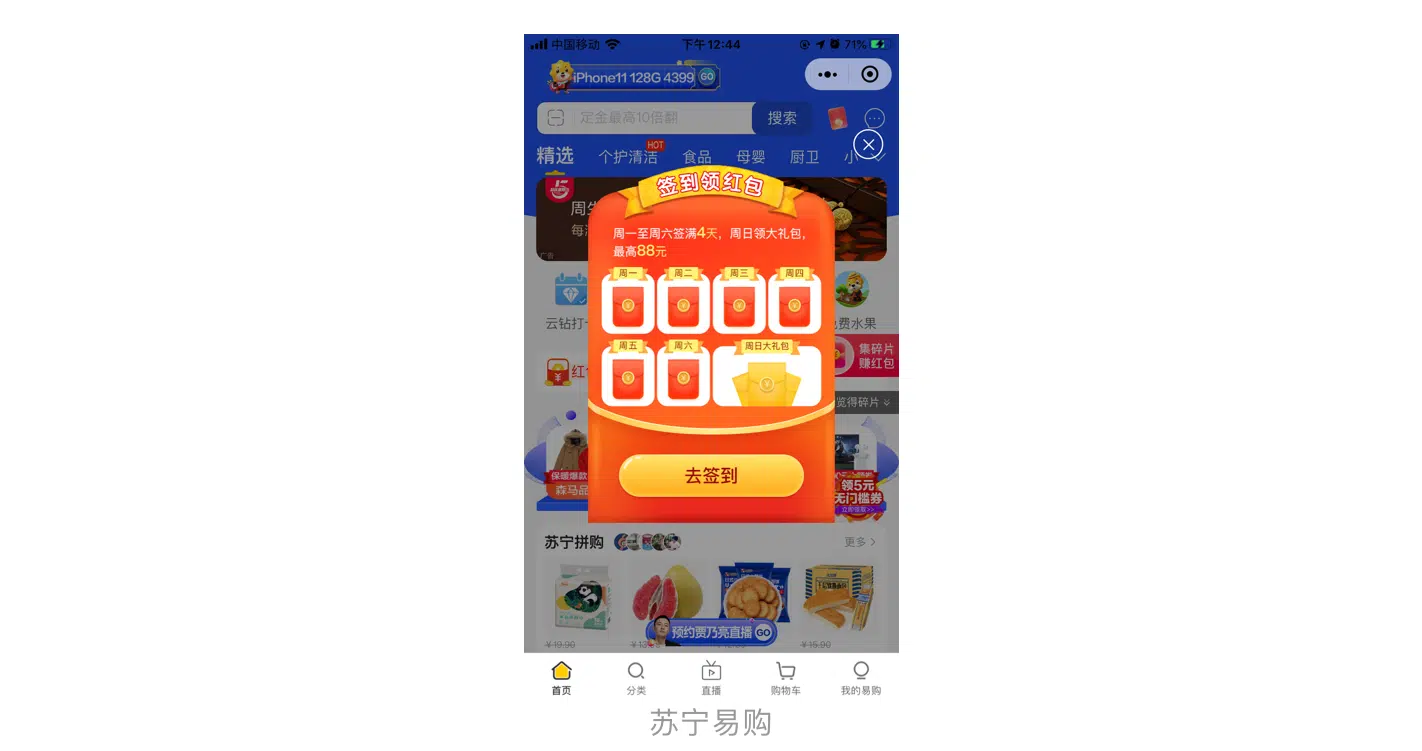 中国移动 下午12:44 71%
iPhone11 128G 4399 GO
定金最高10倍翻 搜索
HOT
精选 个护清洁 食品 母婴 厨卫 小
签到领红包
周
每
广告
周一至周六签满4天，周日领大礼包，
最高88元
周一 周二 周三 周四
云钻打
费水果
周五 周六 周日大礼包
集碎片
赚红包
红
览得碎片
保暖爆款
森马品
去签到
领5元
无门槛券
苏宁拼购 更多
预约贾乃亮直播 GO
¥19.90 ¥15.90
首页 分类 直播 购物车 我的易购
苏宁易购